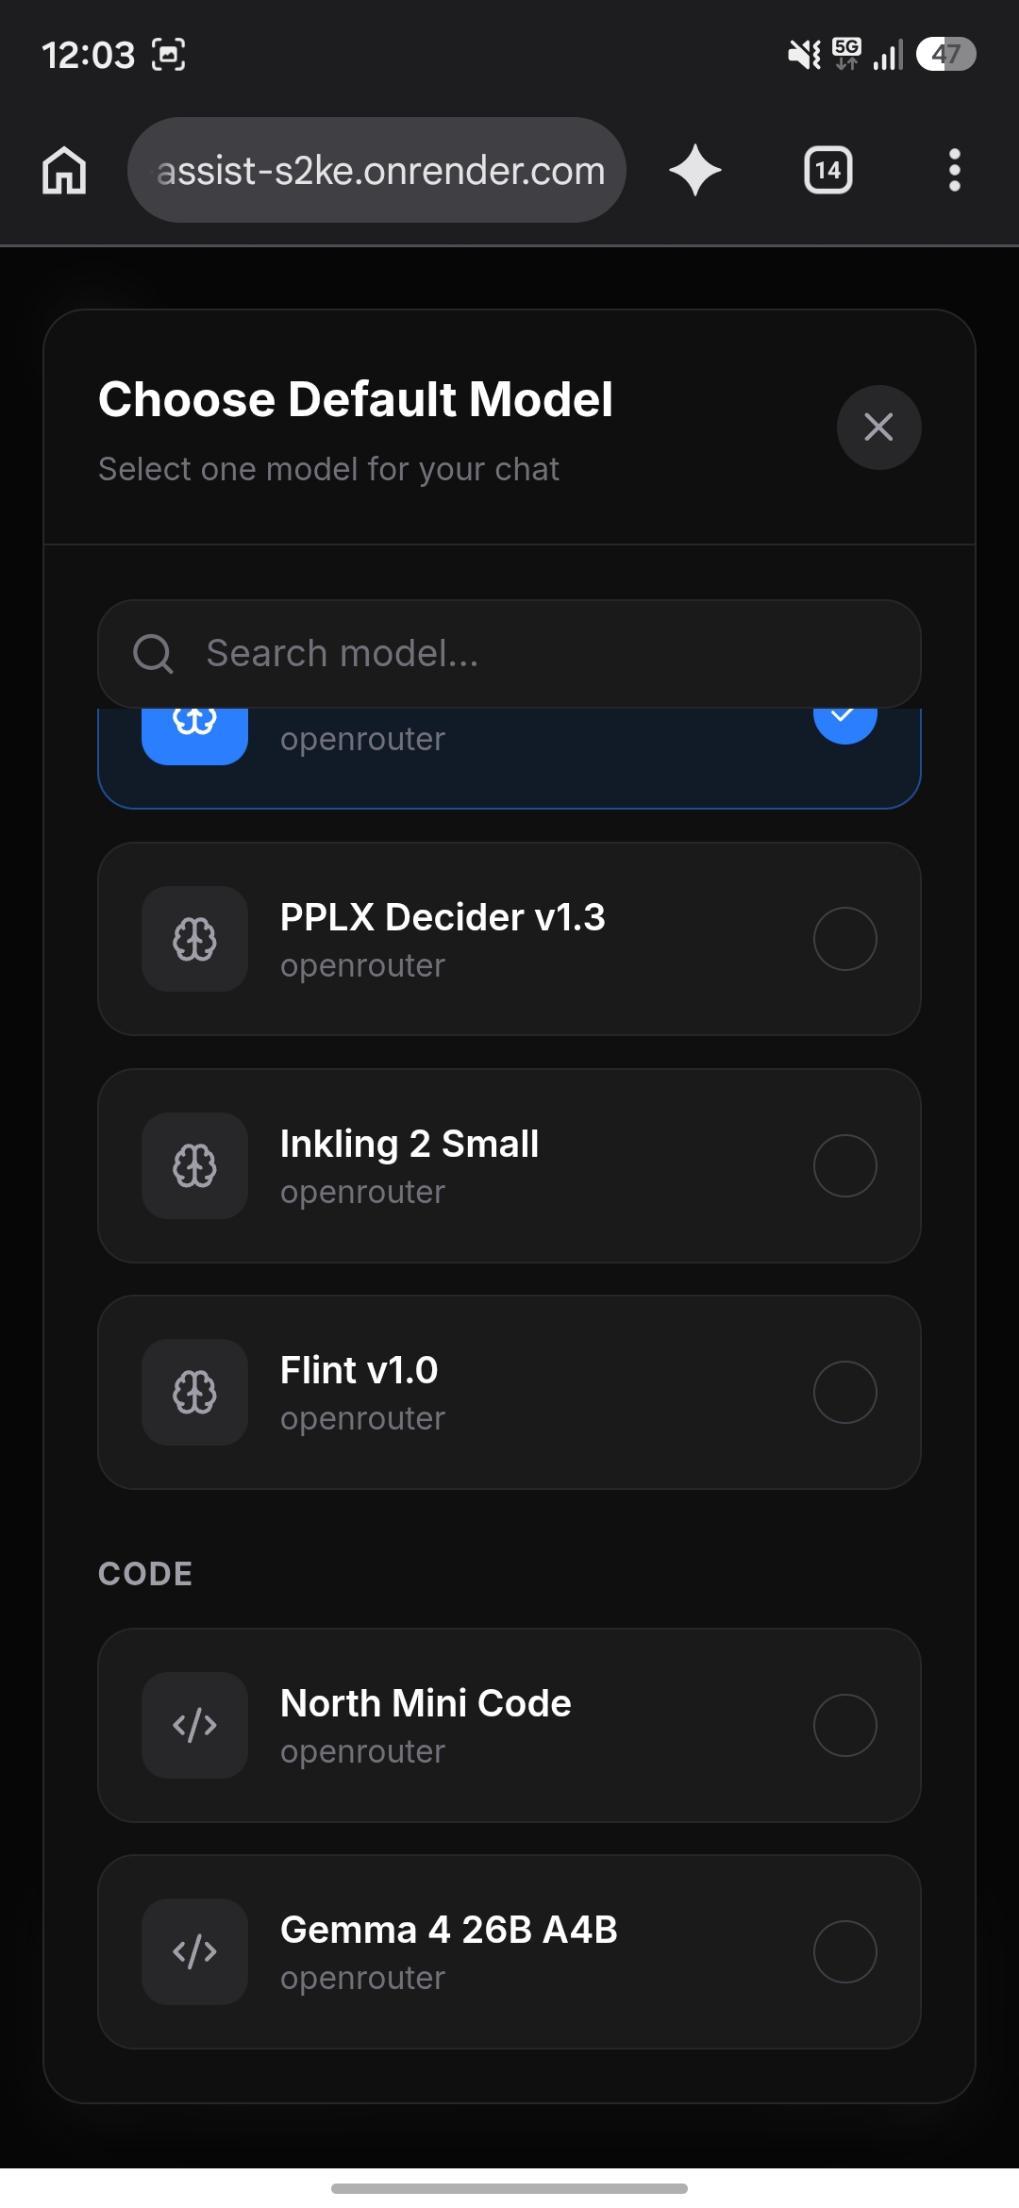 12:03
5G
47
assist-s2ke.onrender.com
14
Choose Default Model
Select one model for your chat
Search model...
openrouter
PPLX Decider v1.3
openrouter
Inkling 2 Small
openrouter
Flint v1.0
openrouter
CODE
North Mini Code
openrouter
Gemma 4 26B A4B
openrouter